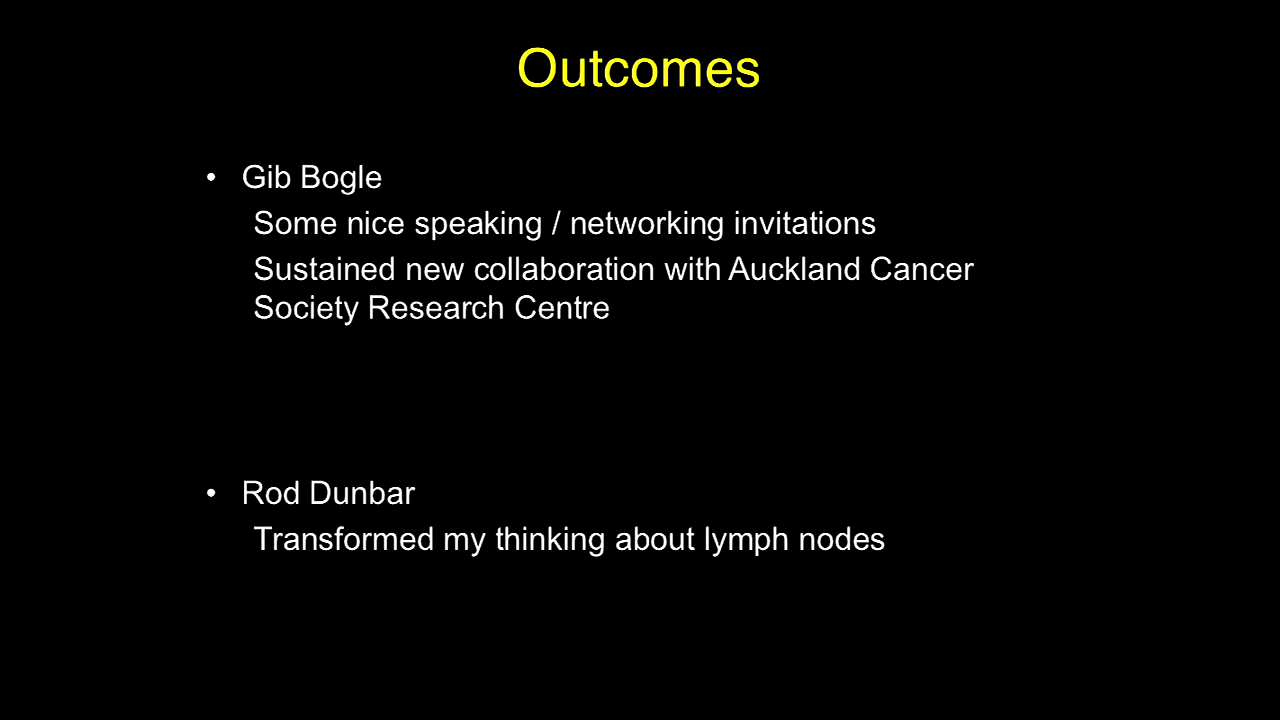 Outcomes
• Gib Bogle
Some nice speaking / networking invitations
Sustained new collaboration with Auckland Cancer
Society Research Centre
• Rod Dunbar
Transformed my thinking about lymph nodes